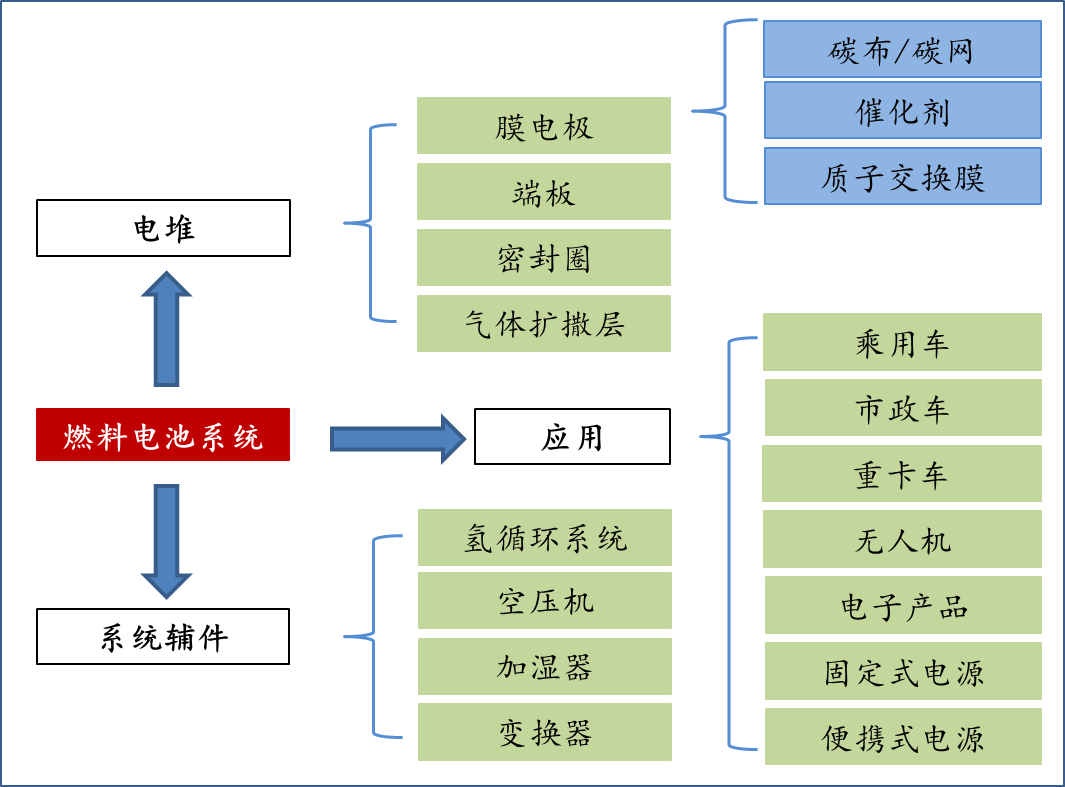 碳布/碳网
催化剂
质子交换膜
膜电极
端板
密封圈
气体扩撒层
电堆
燃料电池系统
应用
乘用车
市政车
重卡车
无人机
电子产品
固定式电源
便携式电源
氢循环系统
空压机
加湿器
变换器
系统辅件